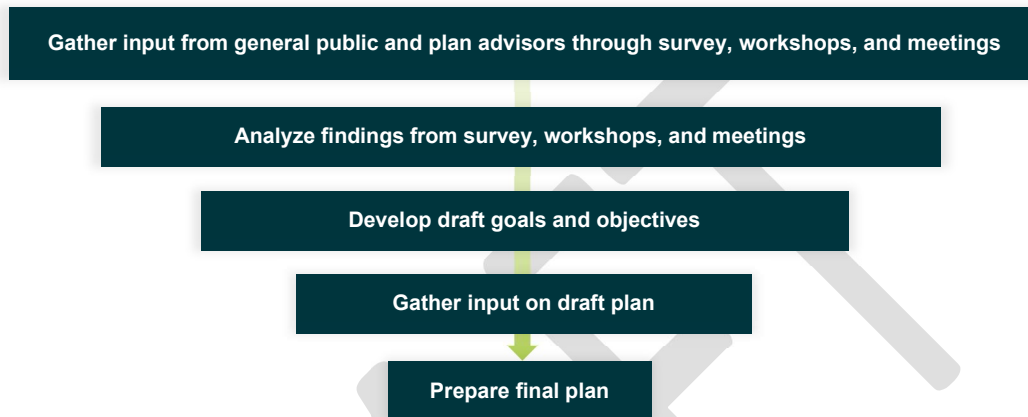 Gather input from general public and plan advisors through survey, workshops, and meetings
Analyze findings from survey, workshops, and meetings
Develop draft goals and objectives
Gather input on draft plan
Prepare final plan